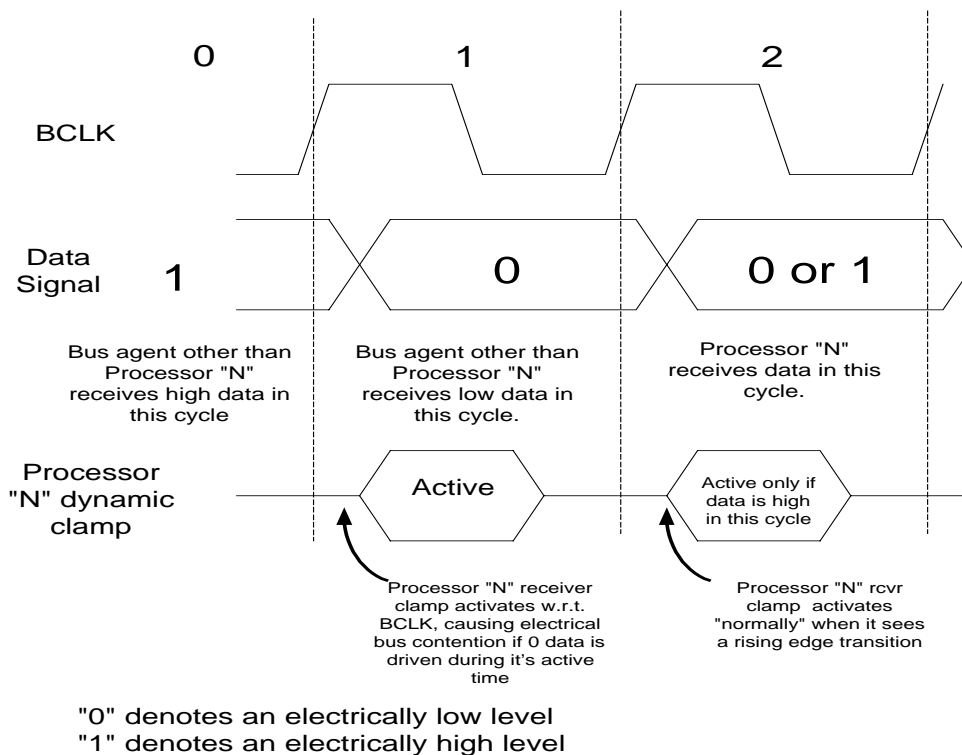 0
1
2
BCLK
Data
Signal
1
0
0 or 1
Bus agent other than
Processor "N"
receives high data in
this cycle
Bus agent other than
Processor "N"
receives low data in
this cycle.
Processor "N"
receives data in this
cycle.
Processor
"N" dynamic
clamp
Active
Active only if
data is high
in this cycle
Processor "N" receiver
clamp activates w.r.t.
BCLK, causing electrical
bus contention if 0 data is
driven during it's active
time
Processor "N" rcvr
clamp activates
"normally" when it sees
a rising edge transition
"0" denotes an electrically low level
"1" denotes an electrically high level